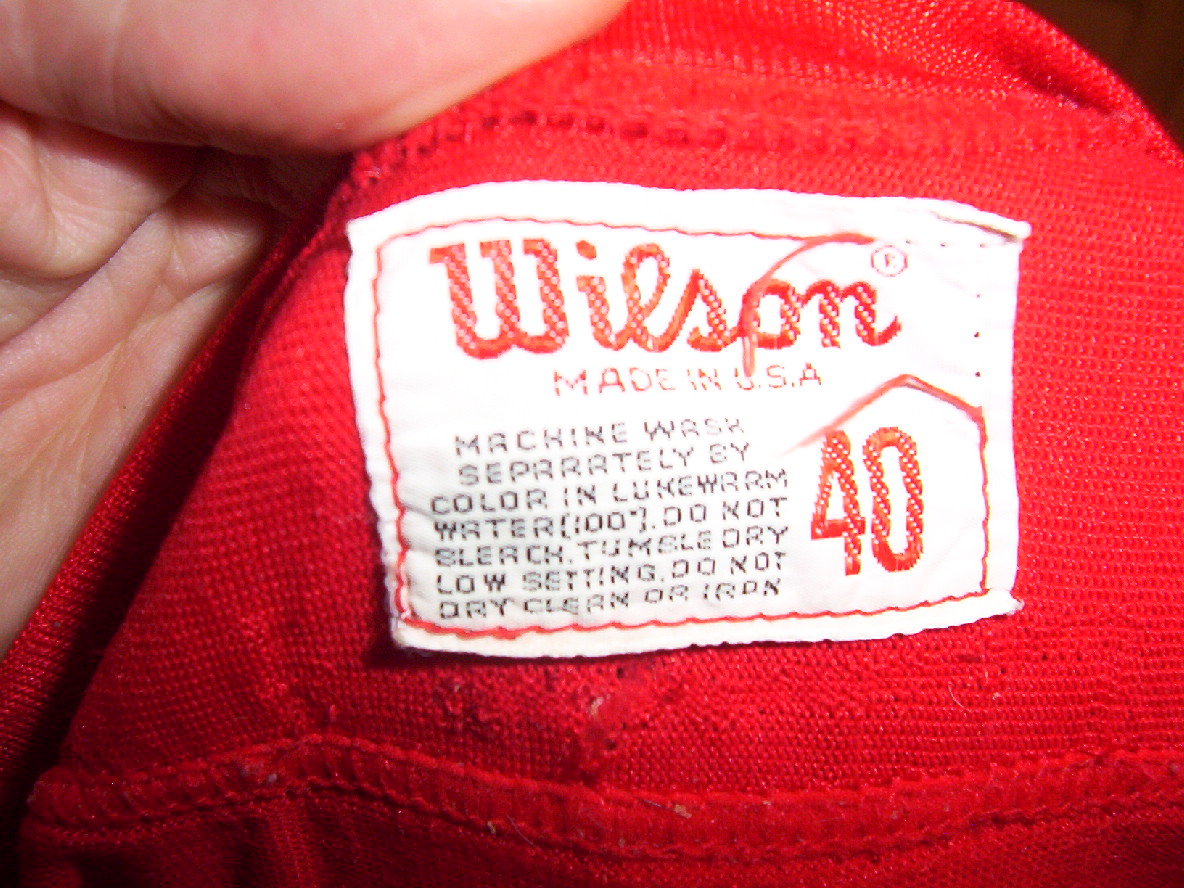 Wilson ®
MADE IN U.S.A
MACHINE WASH
SEPARATELY BY
COLOR IN LUKEWARM
WATER(100°). DO NOT
BLEACH. TUMBLE DRY
LOW SETTING. DO NOT
DRY CLEAN OR IRON
40